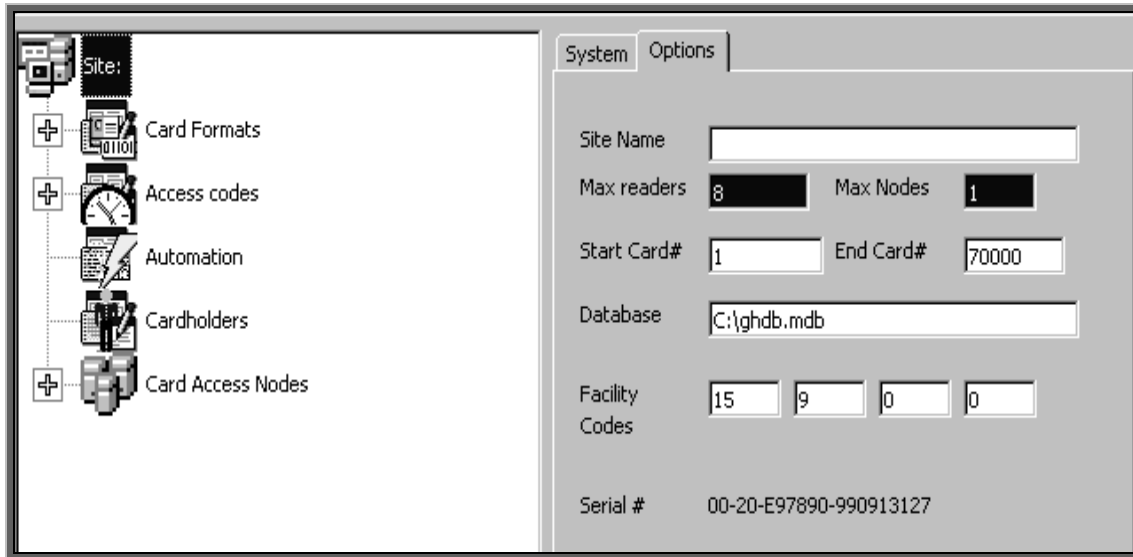 Site:
Card Formats
Access codes
Automation
Cardholders
Card Access Nodes
System Options
Site Name
Max readers 8 Max Nodes 1
Start Card# 1 End Card# 70000
Database C:\ghdb.mdb
Facility 15 9 0 0
Codes
Serial # 00-20-E97890-990913127